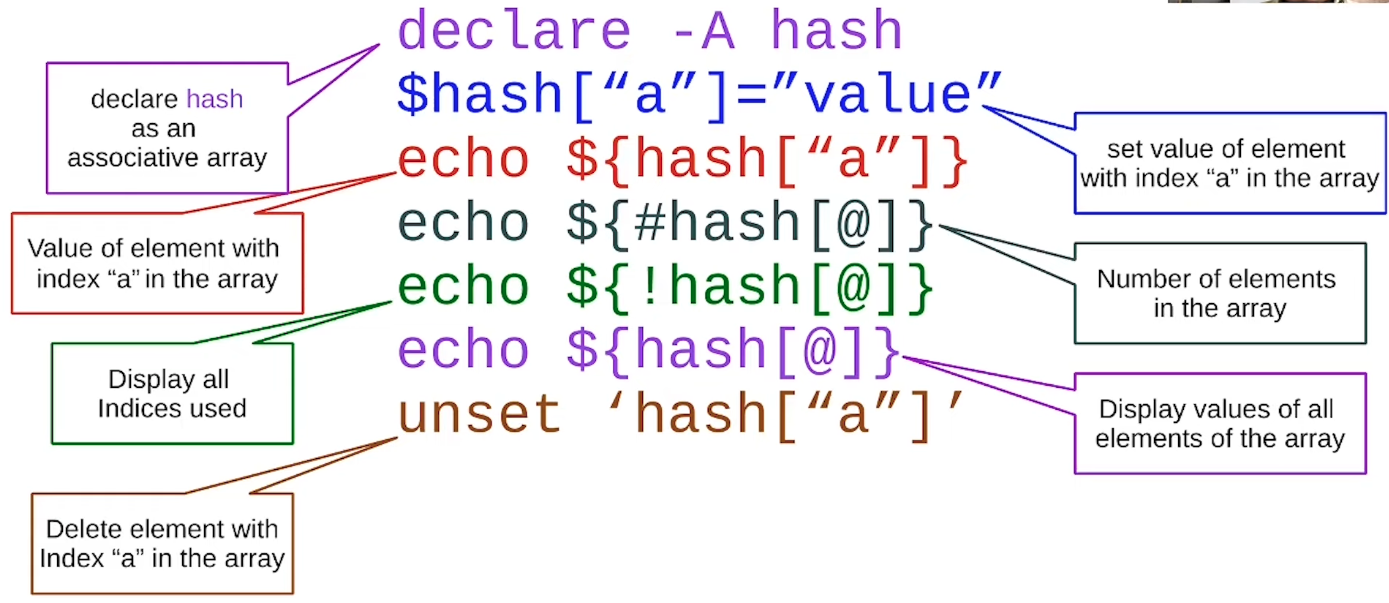 declare -A hash
$hash[“a”]=”value”
echo ${hash[“a”]}
echo ${#hash[@]}
echo ${!hash[@]}
echo ${hash[@]}
unset ‘hash[“a”]’
declare hash
as an
associative array
set value of element
with index “a” in the array
Value of element with
index “a” in the array
Number of elements
in the array
Display all
Indices used
Display values of all
elements of the array
Delete element with
Index “a” in the array